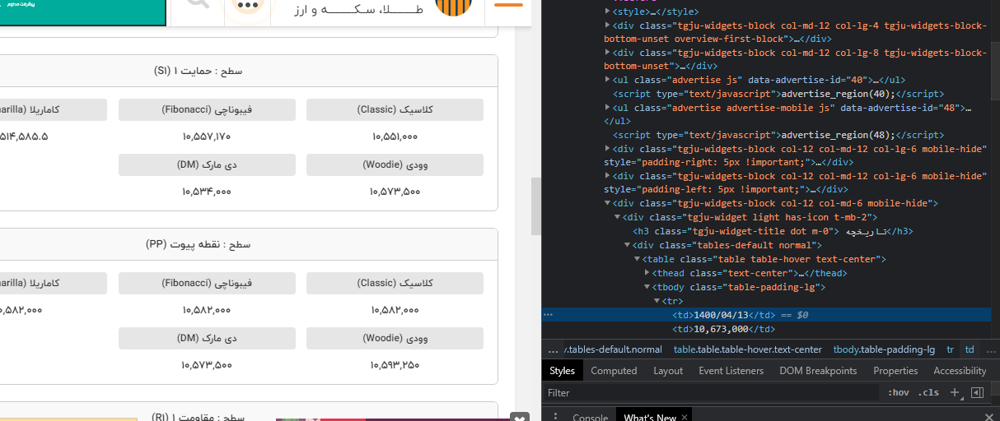 پیشرفت مداوم
طلا، سکه و ارز
سطح : حمایت ۱ (S۱)
کلاسیک (Classic)
فیبوناچی (Fibonacci)
۱۰,۵۵۱,۰۰۰
۱۰,۵۵۷,۱۷۰
۵۱۴,۵۸۵.۵
وودی (Woodie)
دی مارک (DM)
۱۰,۵۷۳,۵۰۰
۱۰,۵۳۴,۰۰۰
سطح : نقطه پیوت (PP)
کلاسیک (Classic)
فیبوناچی (Fibonacci)
۱۰,۵۸۲,۰۰۰
۱۰,۵۸۲,۰۰۰
۰,۵۸۲,۰۰۰
وودی (Woodie)
دی مارک (DM)
۱۰,۵۹۳,۲۵۰
۱۰,۵۷۳,۵۰۰
سطح : مقاومت ۱ (R۱)
<style>…</style>
<div class="tgju-widgets-block col-md-12 col-lg-4 tgju-widgets-block-
bottom-unset overview-first-block">…</div>
<div class="tgju-widgets-block col-md-12 col-lg-8 tgju-widgets-block-
bottom-unset">…</div>
<ul class="advertise js" data-advertise-id="40">…</ul>
<script type="text/javascript">advertise_region(40);</script>
<ul class="advertise advertise-mobile js" data-advertise-id="48">…
</ul>
<script type="text/javascript">advertise_region(48);</script>
<div class="tgju-widgets-block col-12 col-md-12 col-lg-6 mobile-hide"
style="padding-right: 5px !important;">…</div>
<div class="tgju-widgets-block col-12 col-md-12 col-lg-6 mobile-hide"
style="padding-left: 5px !important;">…</div>
<div class="tgju-widgets-block col-12 col-md-6 mobile-hide">
<div class="tgju-widget light has-icon t-mb-2">
<h3 class="tgju-widget-title dot m-0"> تاریخچه</h3>
<div class="tables-default normal">
<table class="table table-hover text-center">
<thead class="text-center">…</thead>
<tbody class="table-padding-lg">
<tr>
… <td>1400/04/13</td> == $0
<td>10,673,000</td>
… .tables-default.normal table.table.table-hover.text-center tbody.table-padding-lg tr td …
Styles Computed Layout Event Listeners DOM Breakpoints Properties Accessibility
Filter :hov .cls +
Console What's New ×